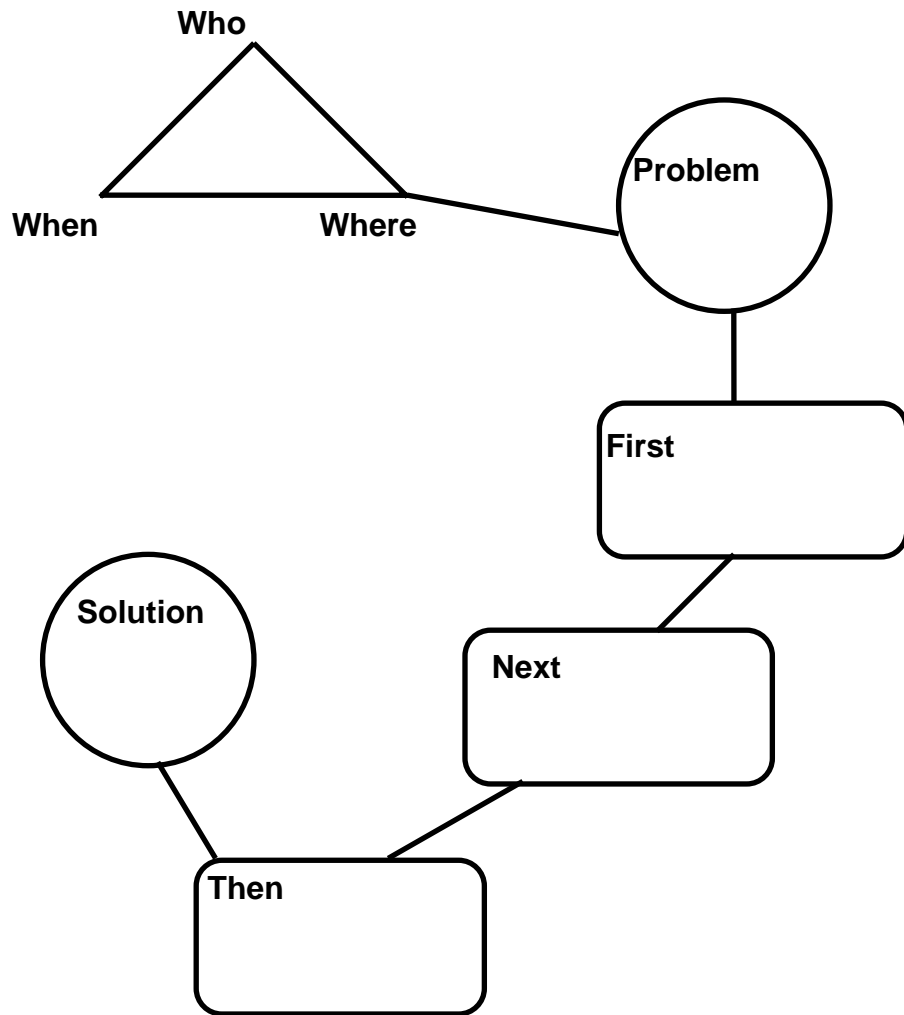 Who
When
Where
Problem
First
Next
Then
Solution